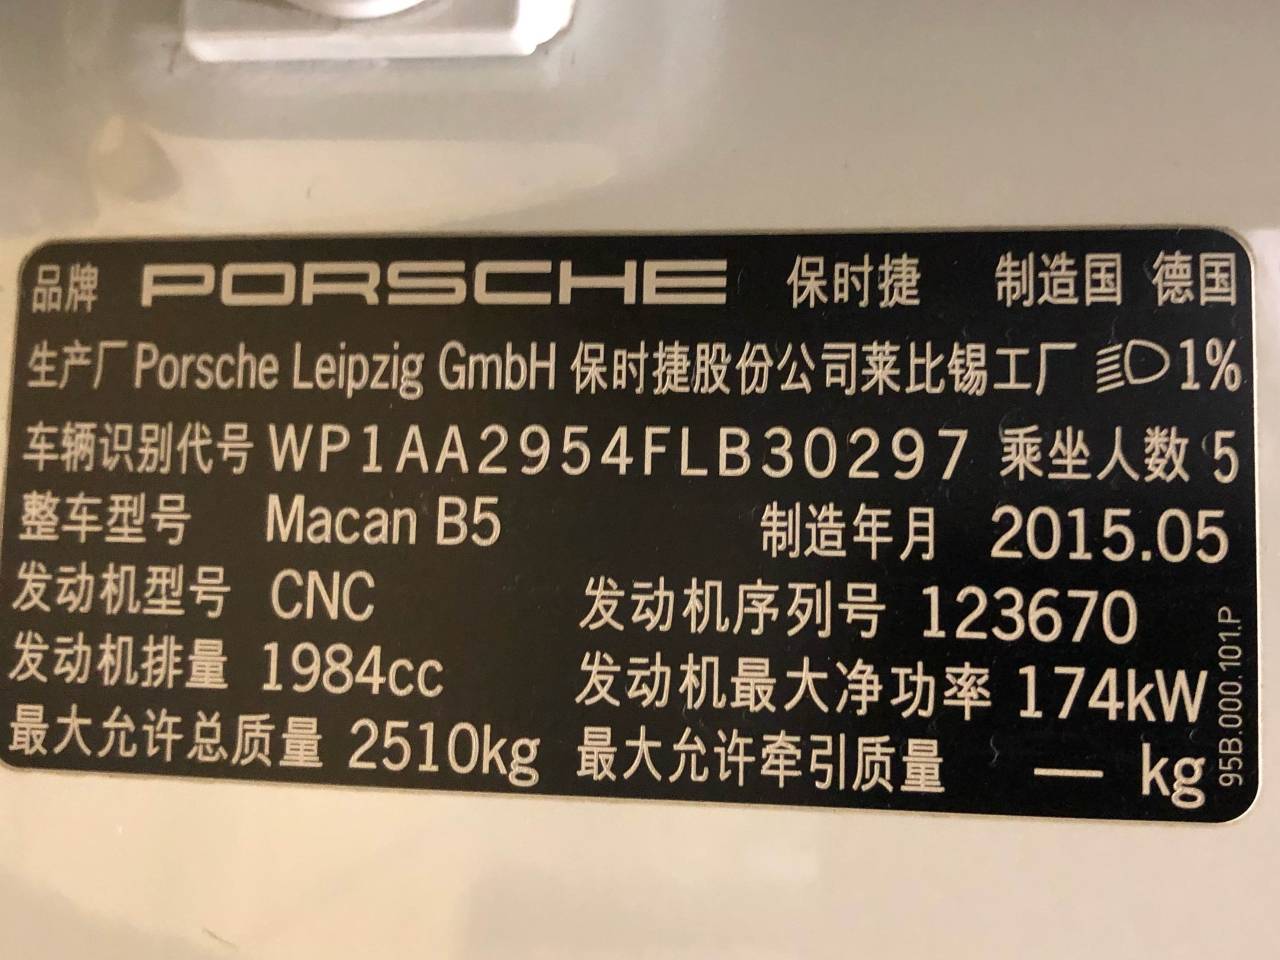 品牌 PORSCHE 保时捷 制造国 德国
生产厂 Porsche Leipzig GmbH 保时捷股份公司莱比锡工厂 1%
车辆识别代号 WP1AA2954FLB30297 乘坐人数 5
整车型号 Macan B5 制造年月 2015.05
发动机型号 CNC 发动机序列号 123670
发动机排量 1984cc 发动机最大净功率 174kW
最大允许总质量 2510kg 最大允许牵引质量 — kg
95B.000.101.P